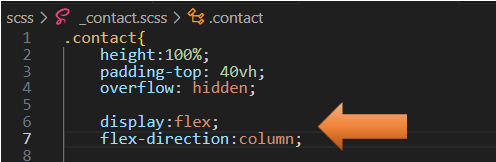 scss > _contact.scss > .contact
1 .contact{
2 height:100%;
3 padding-top: 40vh;
4 overflow: hidden;
5
6 display:flex;
7 flex-direction:column;